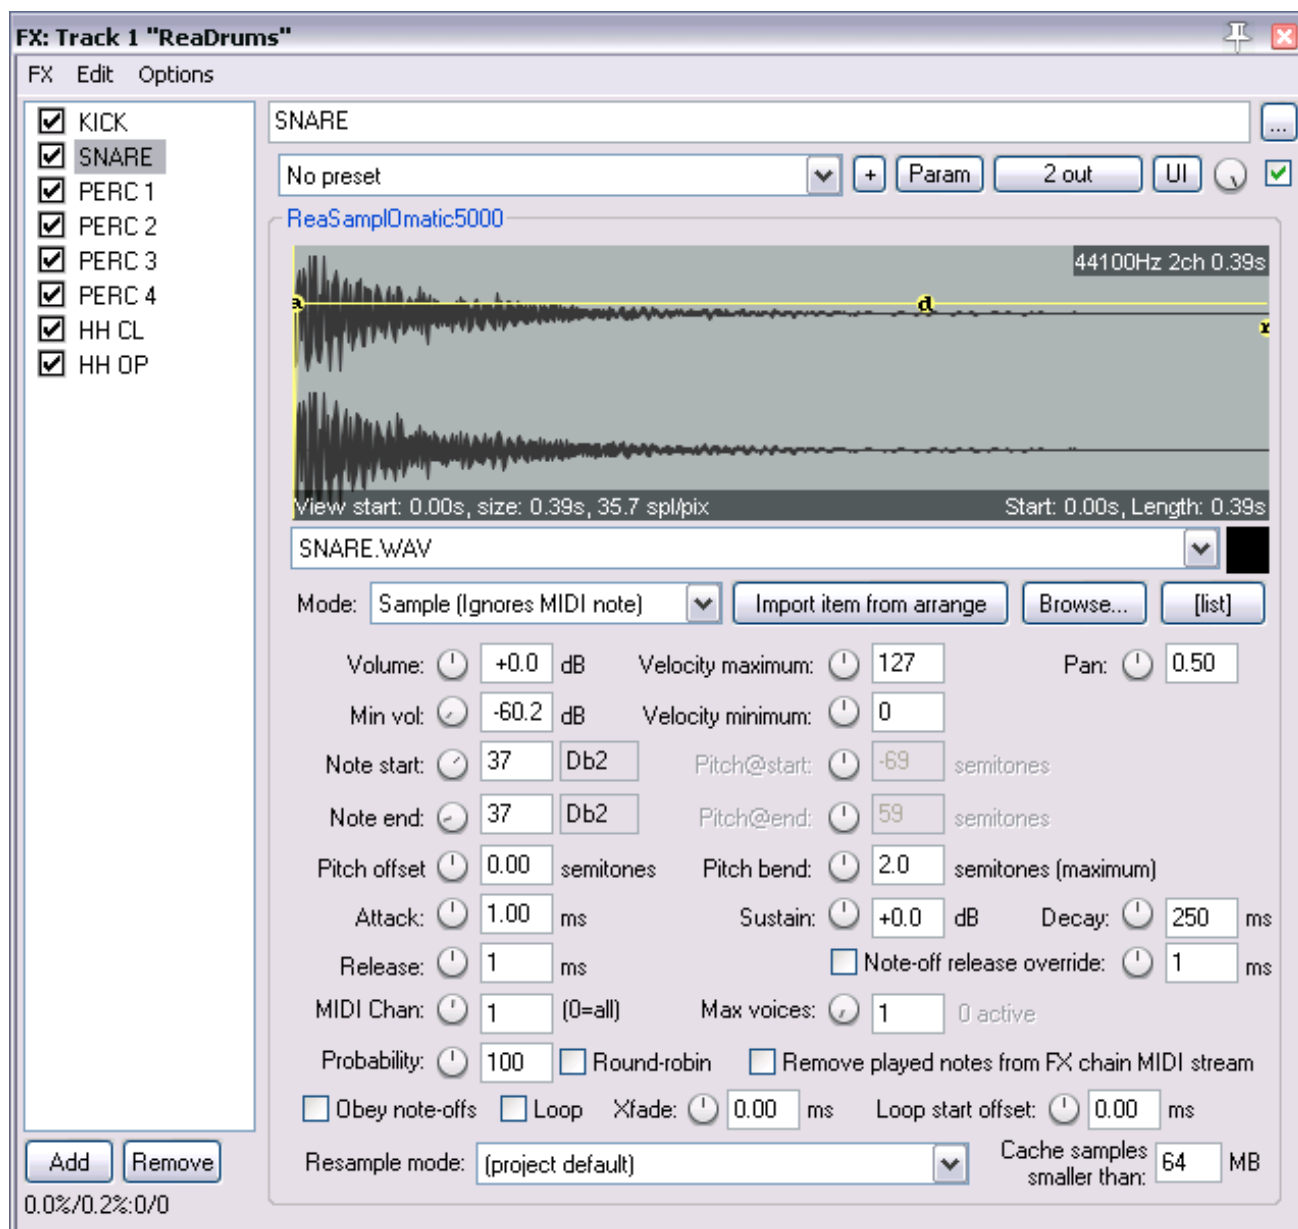 FX: Track 1 "ReaDrums"
FX Edit Options
KICK
SNARE
PERC 1
PERC 2
PERC 3
PERC 4
HH CL
HH OP
Add Remove
0.0%/0.2%:0/0
SNARE ...
No preset + Param 2 out UI
ReaSamplOmatic5000
44100Hz 2ch 0.39s
a d r
View start: 0.00s, size: 0.39s, 35.7 spl/pix Start: 0.00s, Length: 0.39s
SNARE.WAV
Mode: Sample (Ignores MIDI note) Import item from arrange Browse... [list]
Volume: +0.0 dB Velocity maximum: 127 Pan: 0.50
Min vol: -60.2 dB Velocity minimum: 0
Note start: 37 Db2 Pitch@start: -69 semitones
Note end: 37 Db2 Pitch@end: 59 semitones
Pitch offset 0.00 semitones Pitch bend: 2.0 semitones (maximum)
Attack: 1.00 ms Sustain: +0.0 dB Decay: 250 ms
Release: 1 ms Note-off release override: 1 ms
MIDI Chan: 1 (0=all) Max voices: 1 0 active
Probability: 100 Round-robin Remove played notes from FX chain MIDI stream
Obey note-offs Loop Xfade: 0.00 ms Loop start offset: 0.00 ms
Resample mode: (project default) Cache samples smaller than: 64 MB